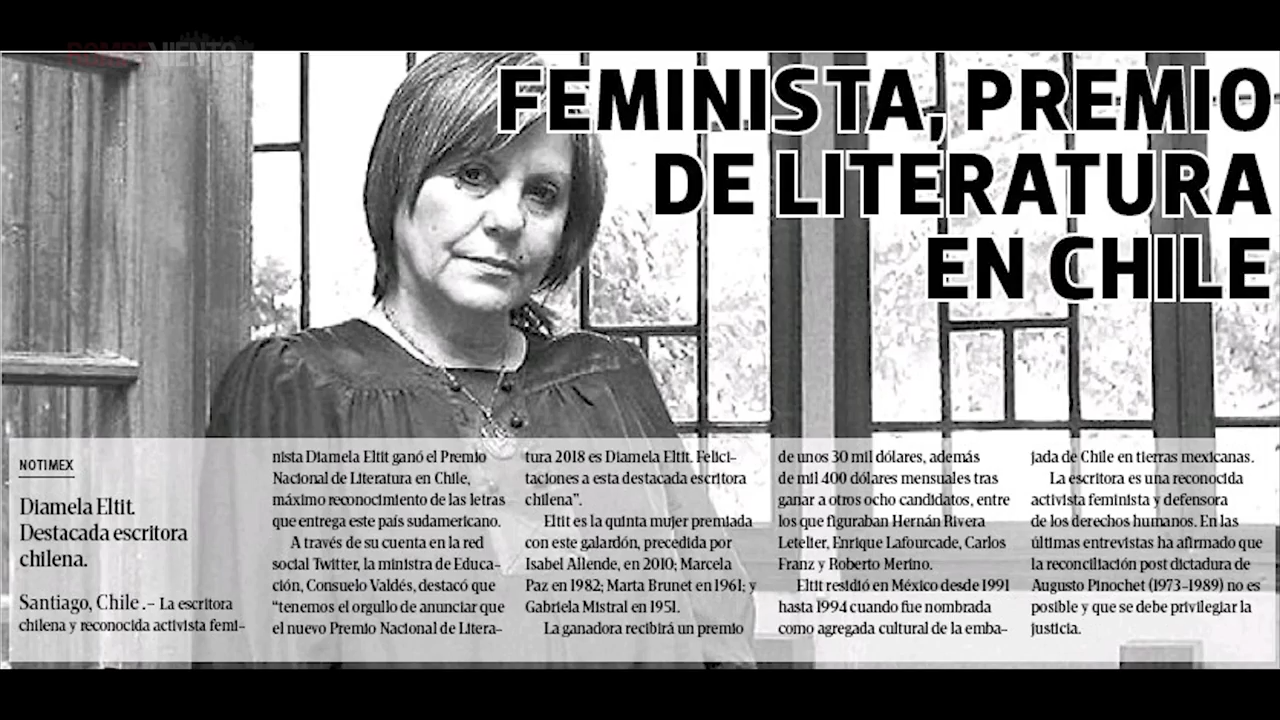 ROMPEVIENTO
FEMINISTA, PREMIO
DE LITERATURA
EN CHILE
NOTIMEX
Diamela Eltit.
Destacada escritora
chilena.
Santiago, Chile .– La escritora
chilena y reconocida activista femi-
nista Diamela Eltit ganó el Premio
Nacional de Literatura en Chile,
máximo reconocimiento de las letras
que entrega este país sudamericano.
A través de su cuenta en la red
social Twitter, la ministra de Educa-
ción, Consuelo Valdés, destacó que
“tenemos el orgullo de anunciar que
el nuevo Premio Nacional de Litera-
tura 2018 es Diamela Eltit. Felici-
taciones a esta destacada escritora
chilena”.
Eltit es la quinta mujer premiada
con este galardón, precedida por
Isabel Allende, en 2010; Marcela
Paz en 1982; Marta Brunet en 1961; y
Gabriela Mistral en 1951.
La ganadora recibirá un premio
de unos 30 mil dólares, además
de mil 400 dólares mensuales tras
ganar a otros ocho candidatos, entre
los que figuraban Hernán Rivera
Letelier, Enrique Lafourcade, Carlos
Franz y Roberto Merino.
Eltit residió en México desde 1991
hasta 1994 cuando fue nombrada
como agregada cultural de la emba-
jada de Chile en tierras mexicanas.
La escritora es una reconocida
activista feminista y defensora
de los derechos humanos. En las
últimas entrevistas ha afirmado que
la reconciliación post dictadura de
Augusto Pinochet (1973-1989) no es
posible y que se debe privilegiar la
justicia.